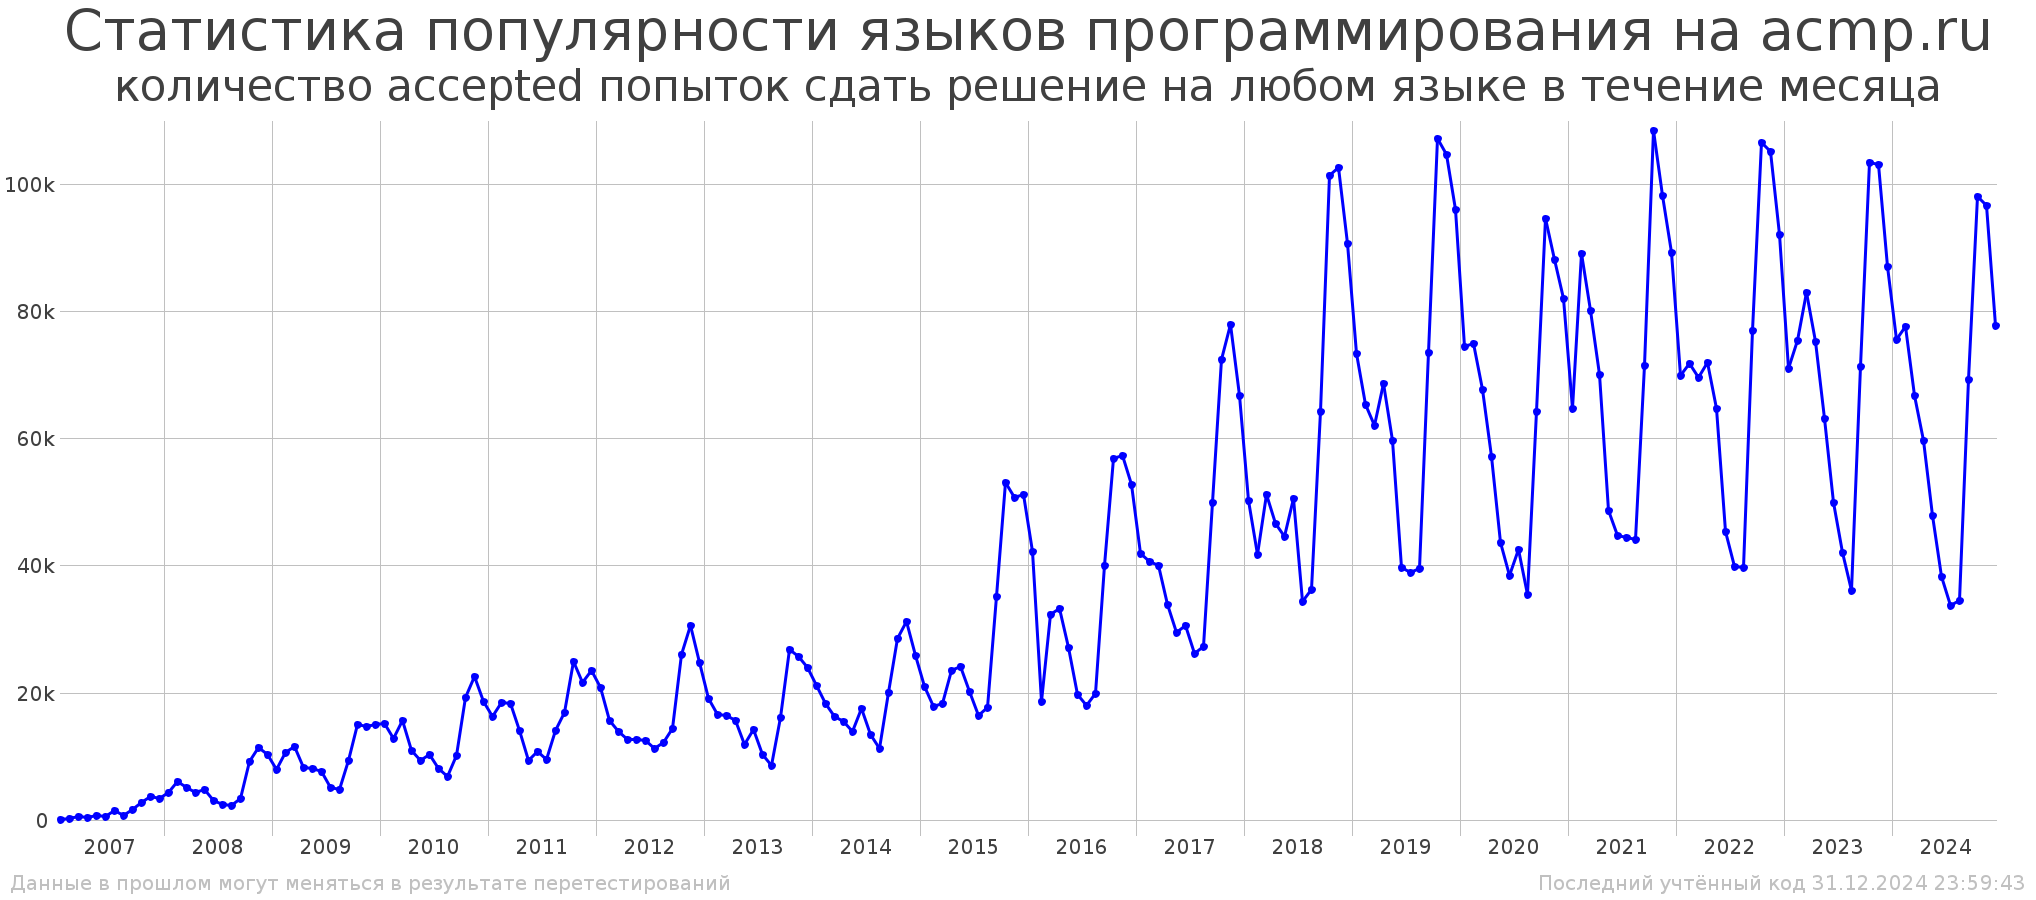 Статистика популярности языков программирования на acmp.ru
количество accepted попыток сдать решение на любом языке в течение месяца
100k
80k
60k
40k
20k
0
2007 2008 2009 2010 2011 2012 2013 2014 2015 2016 2017 2018 2019 2020 2021 2022 2023 2024
Данные в прошлом могут меняться в результате перетестирований
Последний учтённый код 31.12.2024 23:59:43